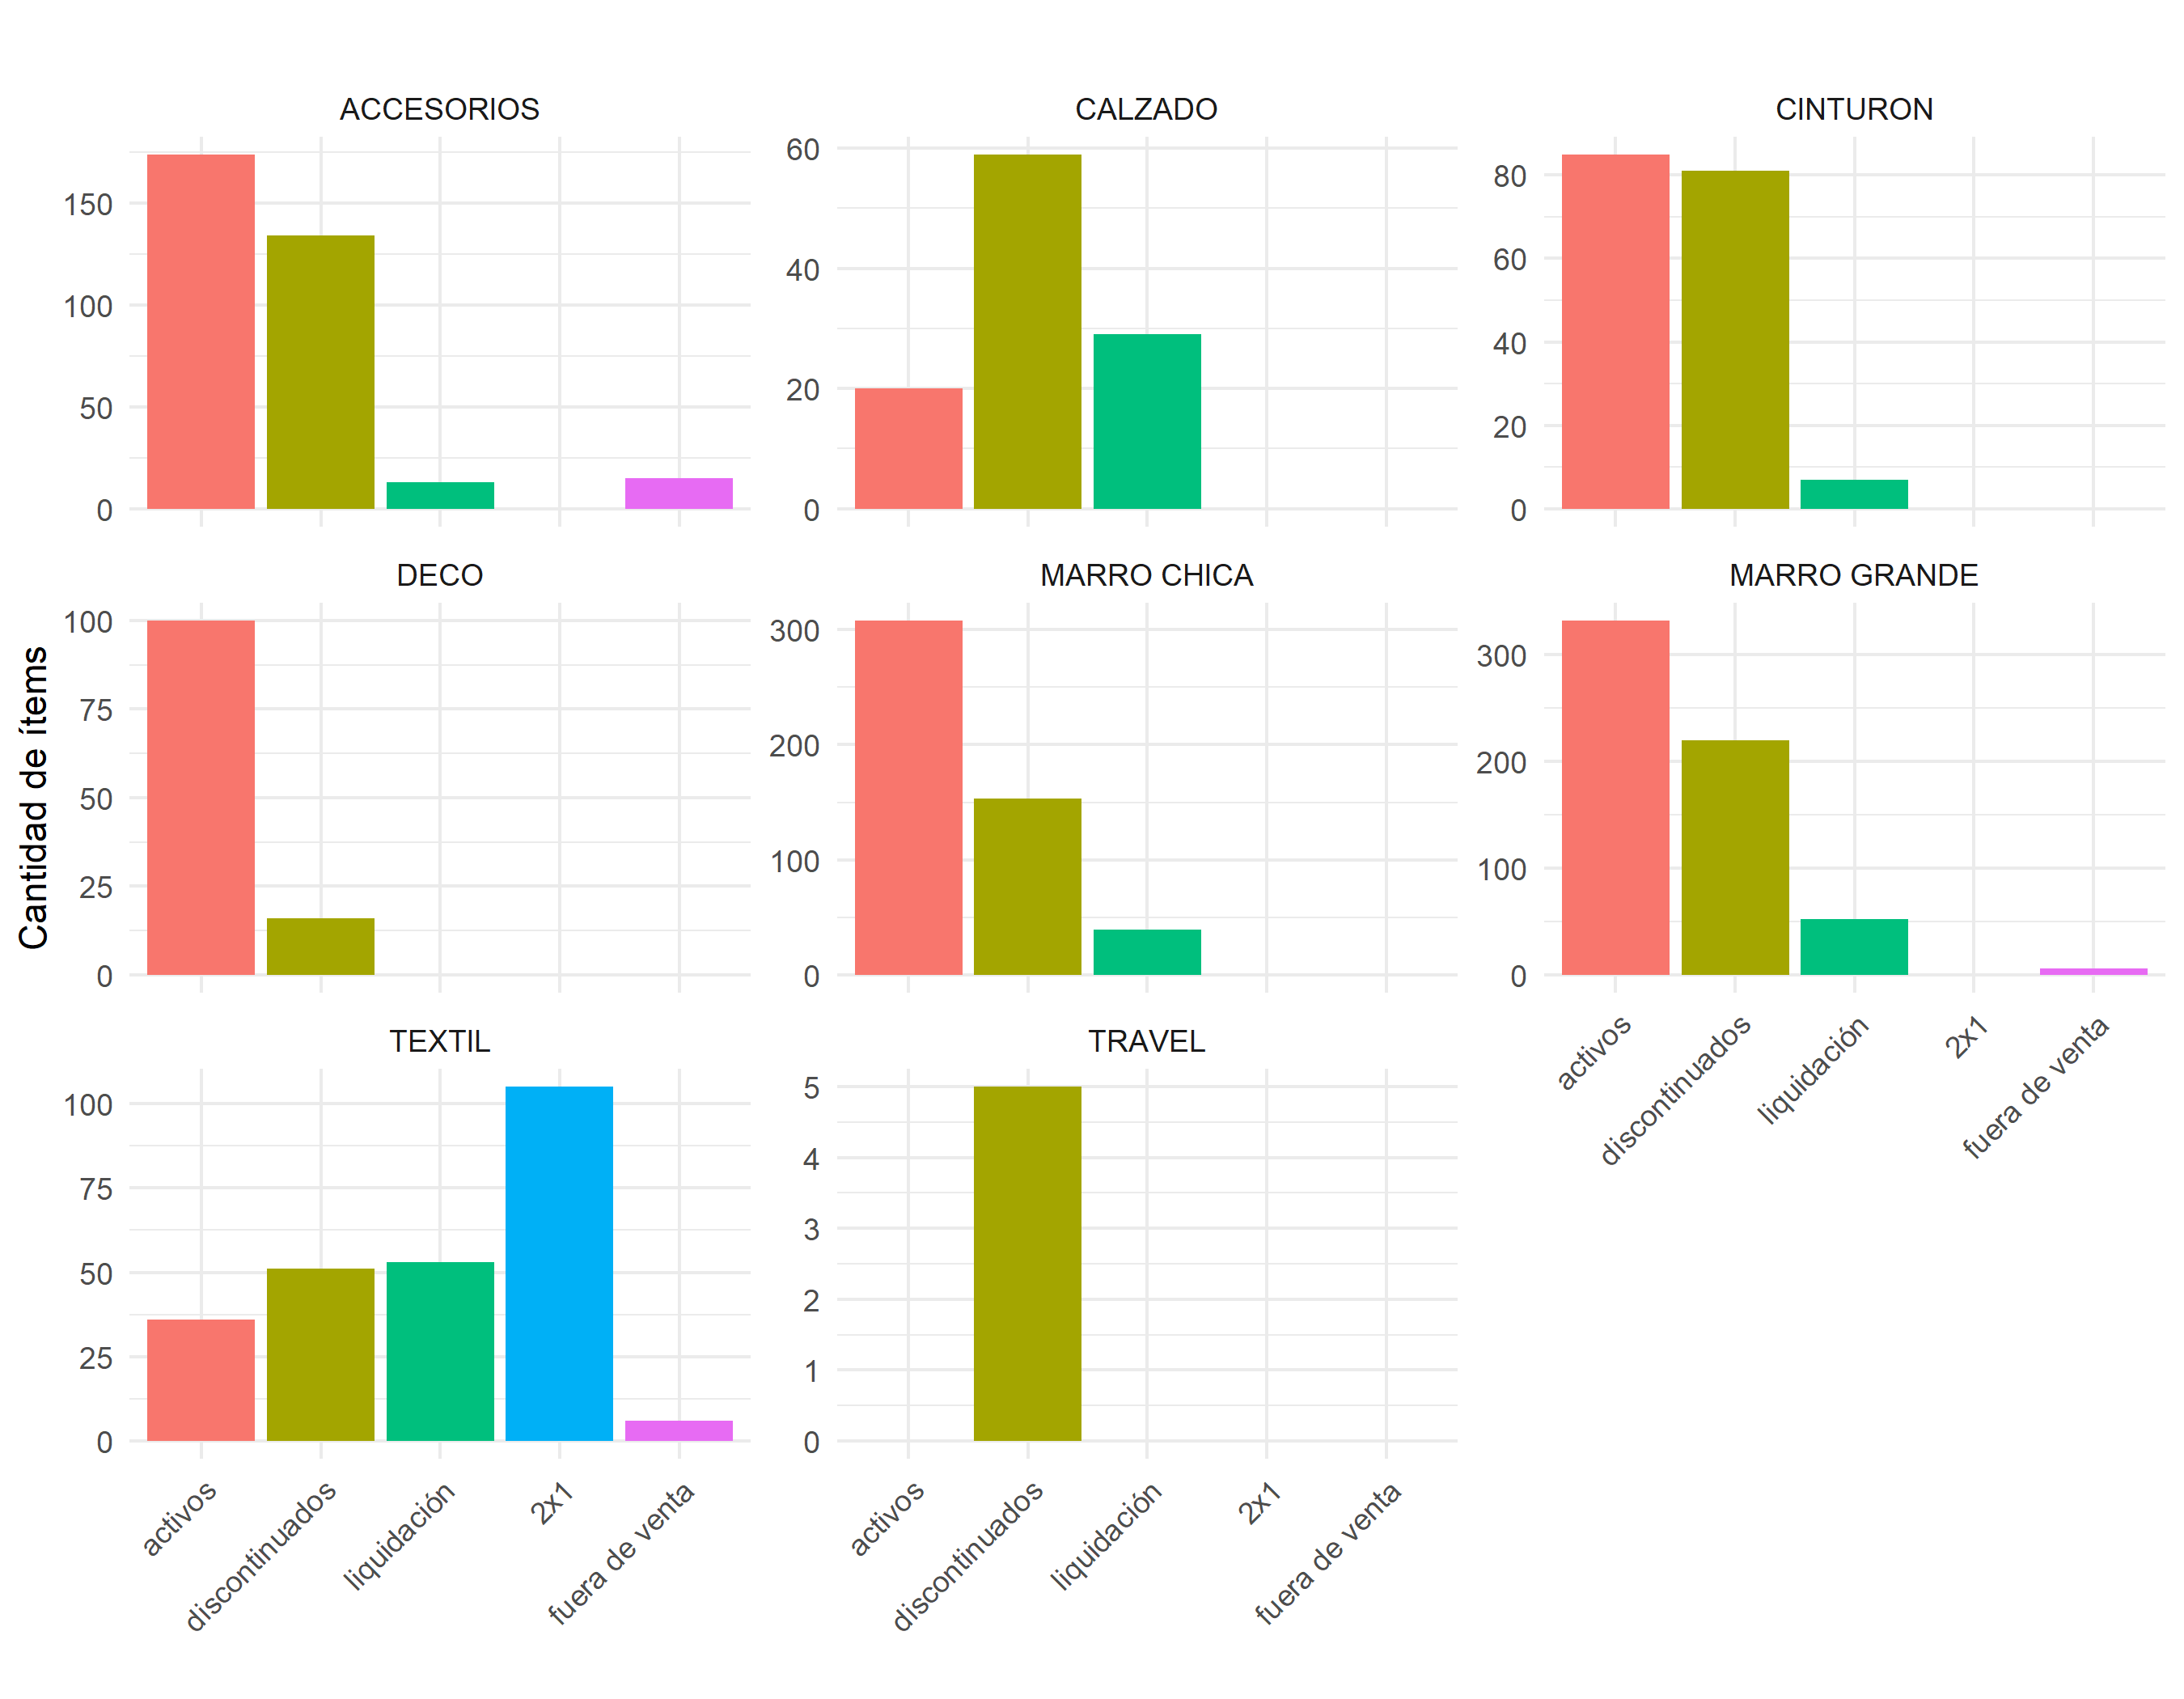 ACCESORIOS
CALZADO
CINTURON
150
100
50
0
60
40
20
0
80
60
40
20
0
DECO
MARRO CHICA
MARRO GRANDE
Cantidad de ítems
100
75
50
25
0
300
200
100
0
300
200
100
0
activos
discontinuados
liquidación
2x1
fuera de venta
TEXTIL
TRAVEL
100
75
50
25
0
5
4
3
2
1
0
activos
discontinuados
liquidación
2x1
fuera de venta
activos
discontinuados
liquidación
2x1
fuera de venta